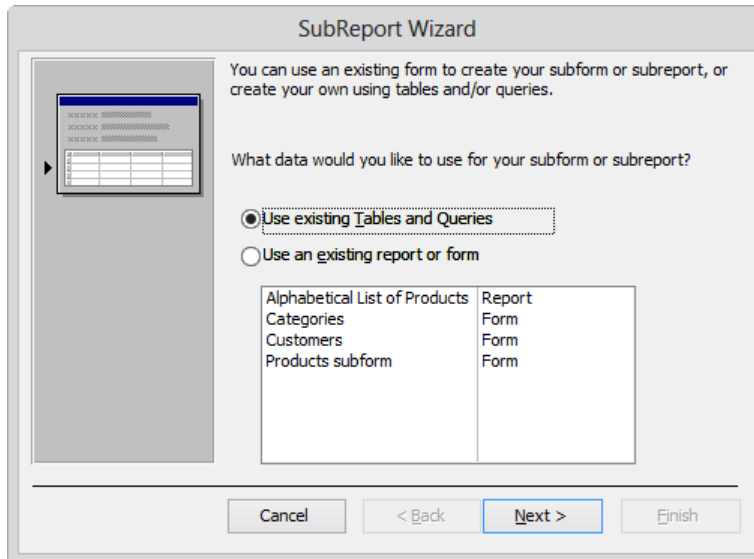 SubReport Wizard
You can use an existing form to create your subform or subreport, or
create your own using tables and/or queries.
What data would you like to use for your subform or subreport?
Use existing Tables and Queries
Use an existing report or form
Alphabetical List of Products Report
Categories Form
Customers Form
Products subform Form
Cancel < Back Next > Finish